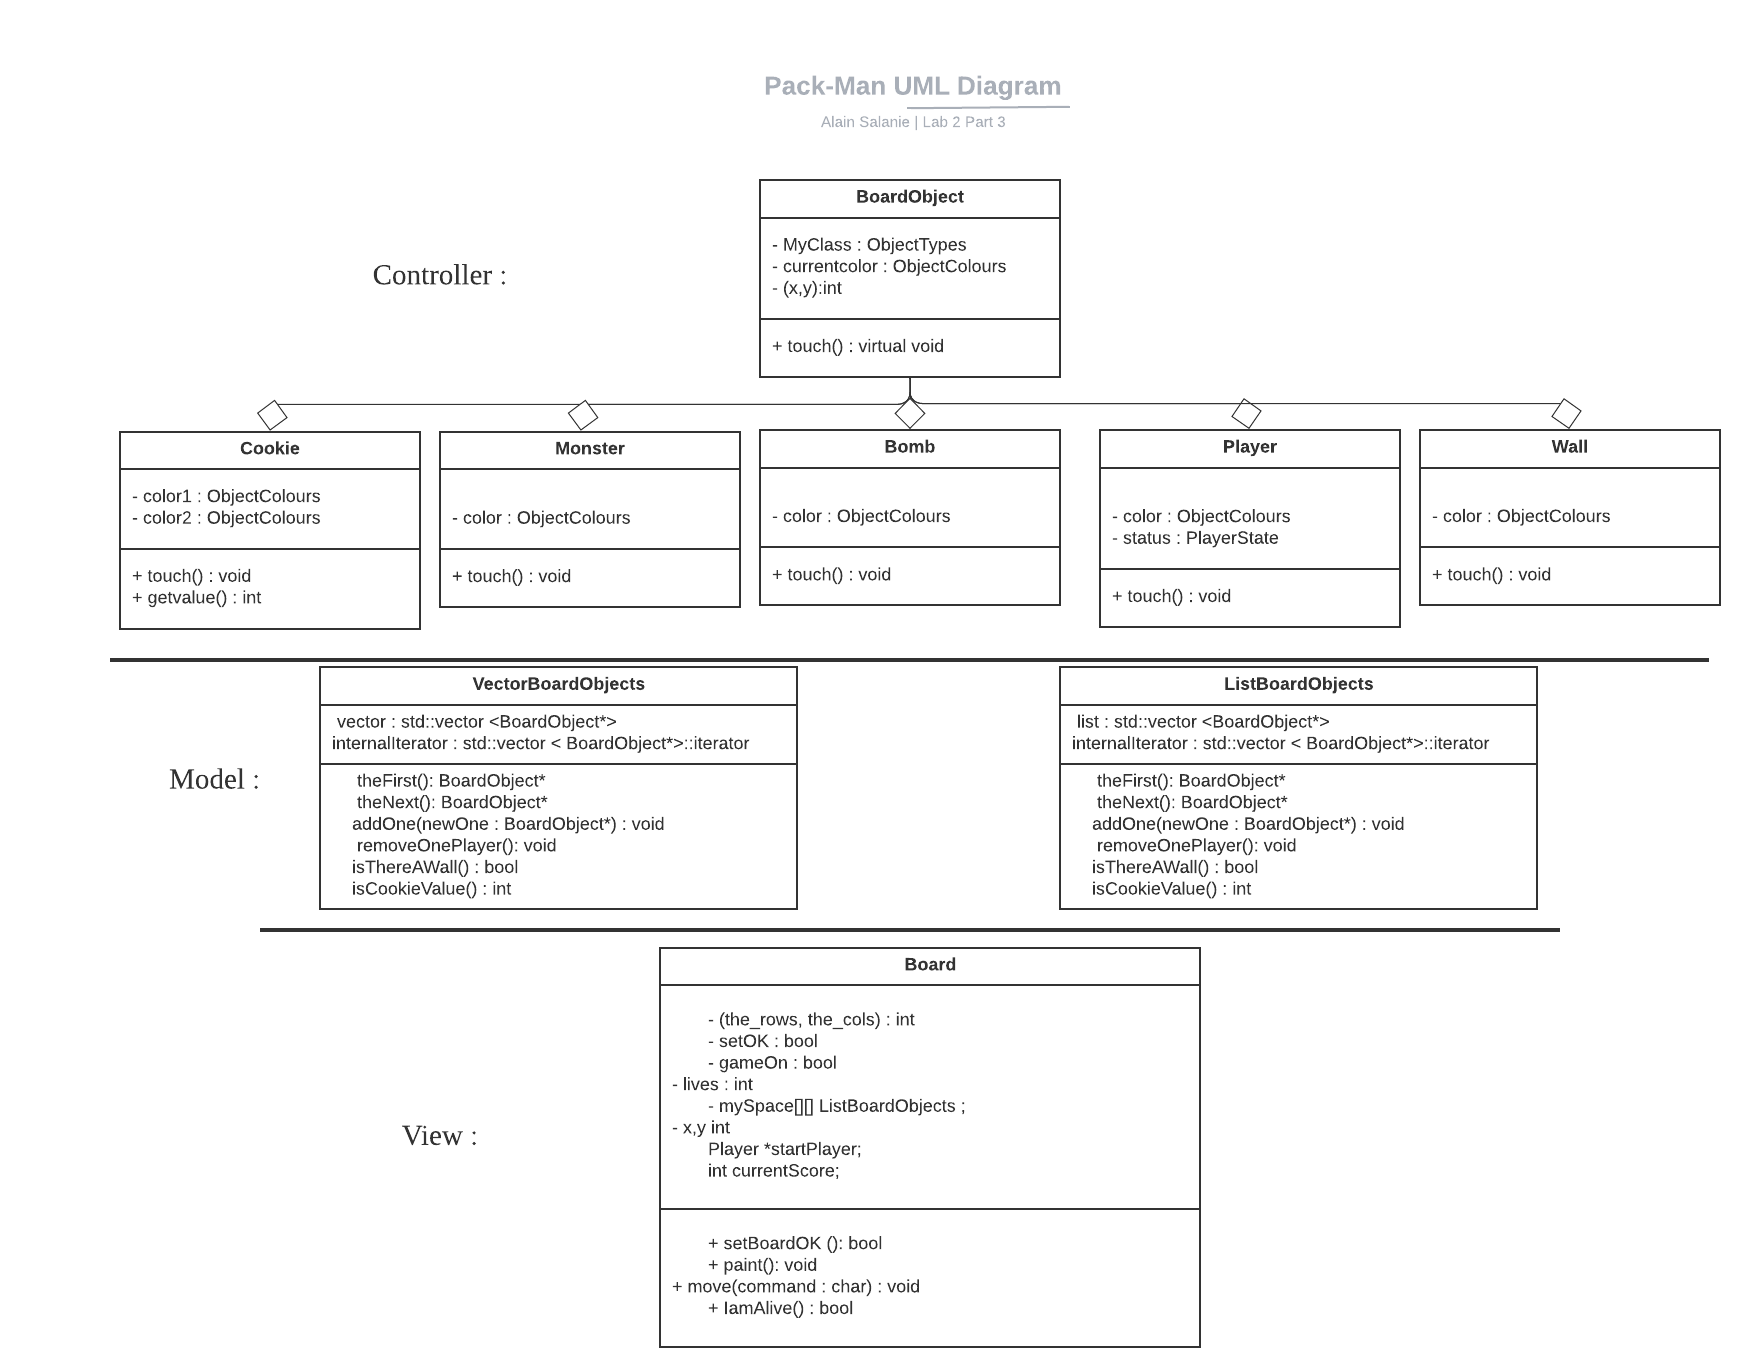 Pack-Man UML Diagram
Alain Salanie | Lab 2 Part 3
Controller :
BoardObject
- MyClass : ObjectTypes
- currentcolor : ObjectColours
- (x,y):int
+ touch() : virtual void
Cookie
- color1 : ObjectColours
- color2 : ObjectColours
+ touch() : void
+ getvalue() : int
Monster
- color : ObjectColours
+ touch() : void
Bomb
- color : ObjectColours
+ touch() : void
Player
- color : ObjectColours
- status : PlayerState
+ touch() : void
Wall
- color : ObjectColours
+ touch() : void
Model :
VectorBoardObjects
vector : std::vector <BoardObject*>
internalIterator : std::vector < BoardObject*>::iterator
theFirst(): BoardObject*
theNext(): BoardObject*
addOne(newOne : BoardObject*) : void
removeOnePlayer(): void
isThereAWall() : bool
isCookieValue() : int
ListBoardObjects
list : std::vector <BoardObject*>
internalIterator : std::vector < BoardObject*>::iterator
theFirst(): BoardObject*
theNext(): BoardObject*
addOne(newOne : BoardObject*) : void
removeOnePlayer(): void
isThereAWall() : bool
isCookieValue() : int
View :
Board
- (the_rows, the_cols) : int
- setOK : bool
- gameOn : bool
- lives : int
- mySpace[][] ListBoardObjects ;
- x,y int
Player *startPlayer;
int currentScore;
+ setBoardOK (): bool
+ paint(): void
+ move(command : char) : void
+ IamAlive() : bool